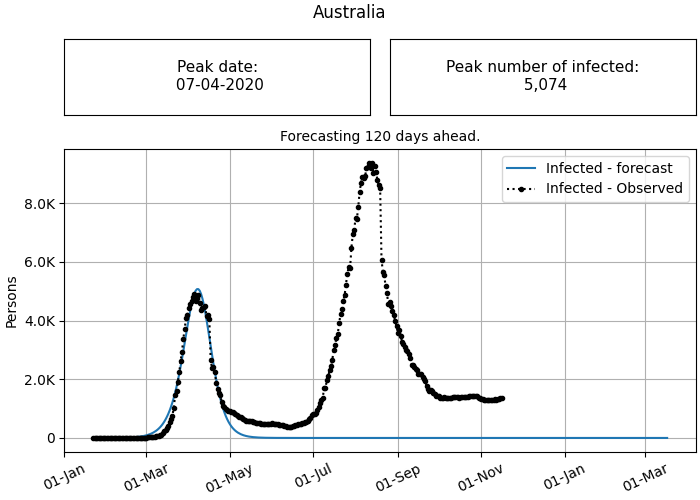 Australia
Peak date:
07-04-2020
Peak number of infected:
5,074
Forecasting 120 days ahead.
Infected - forecast
Infected - Observed
8.0K
6.0K
4.0K
2.0K
0
Persons
01-Jan
01-Mar
01-May
01-Jul
01-Sep
01-Nov
01-Jan
01-Mar